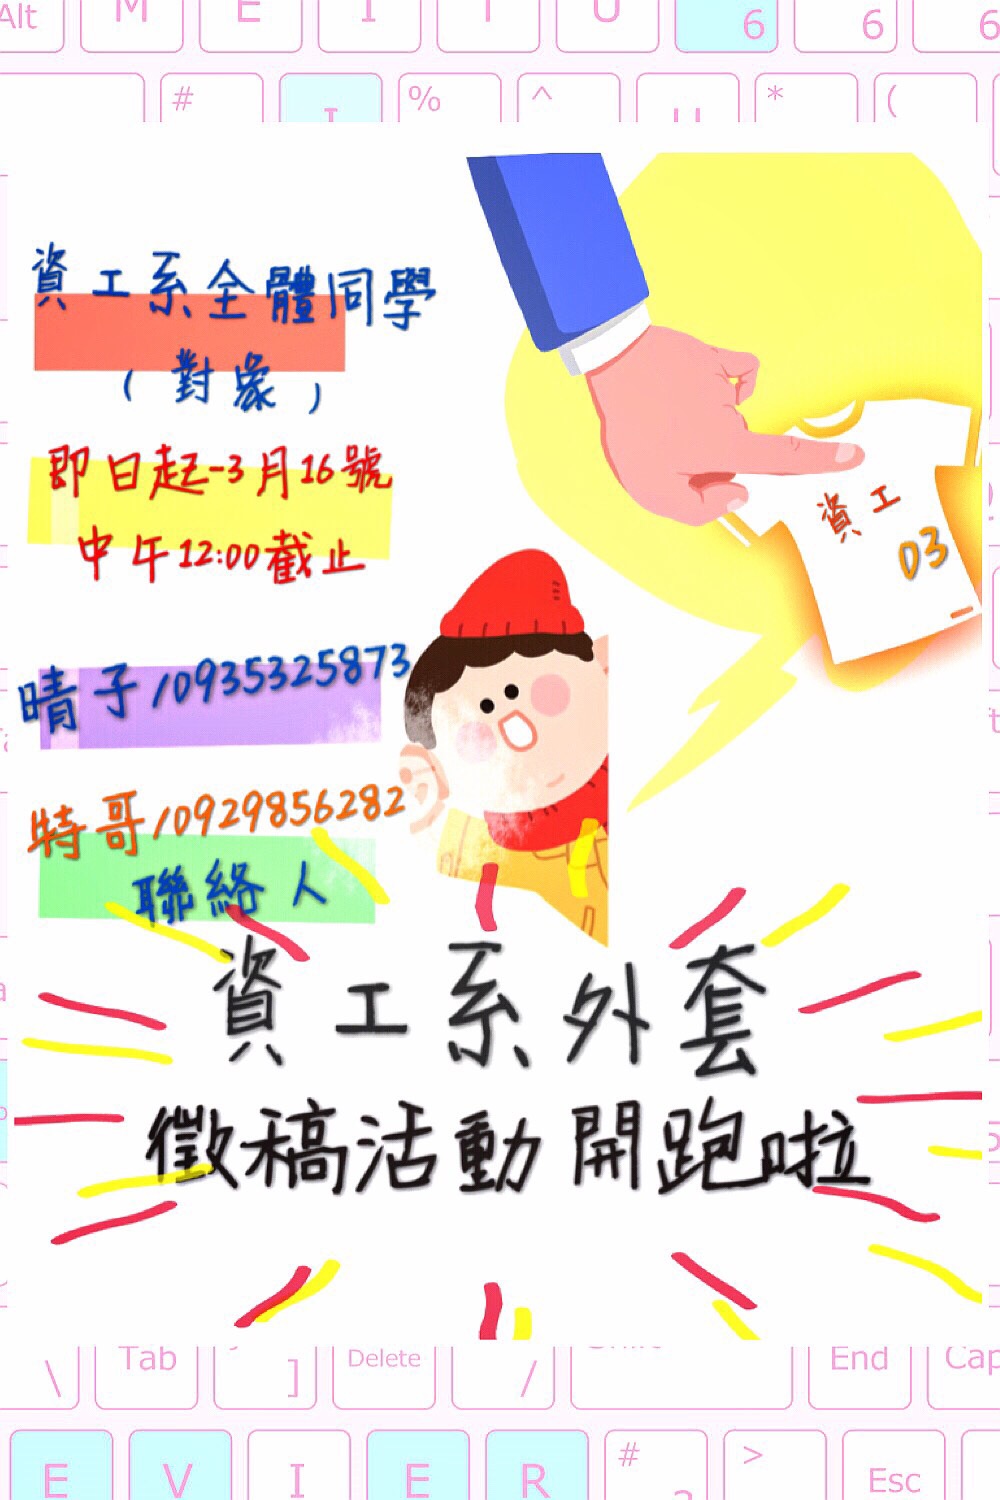 Alt M E I T U 6 6 6
# I % ^ U * (
資工系全體同學
(對象)
即日起-3月16號
中午12:00截止
資工
03
晴子/0935325873
特哥/0929856282
聯絡人
資工系外套
徵稿活動開跑啦
\ Tab ] Delete / End Cap
E V I E R # > Esc